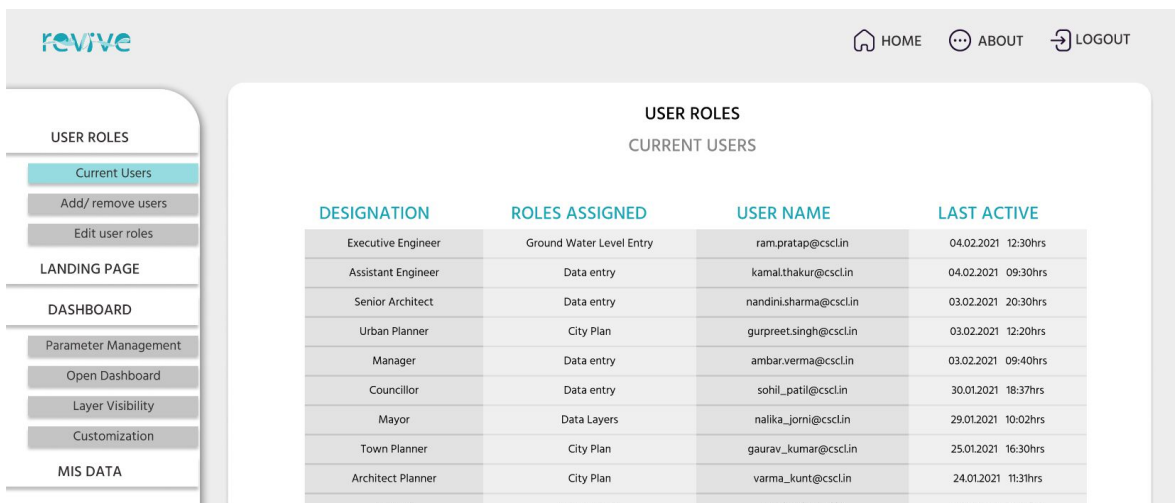 revive
HOME
ABOUT
LOGOUT
USER ROLES
Current Users
Add/ remove users
Edit user roles
LANDING PAGE
DASHBOARD
Parameter Management
Open Dashboard
Layer Visibility
Customization
MIS DATA
USER ROLES
CURRENT USERS
DESIGNATION ROLES ASSIGNED USER NAME LAST ACTIVE
Executive Engineer Ground Water Level Entry ram.pratap@cscl.in 04.02.2021 12:30hrs
Assistant Engineer Data entry kamal.thakur@cscl.in 04.02.2021 09:30hrs
Senior Architect Data entry nandini.sharma@cscl.in 03.02.2021 20:30hrs
Urban Planner City Plan gurpreet.singh@cscl.in 03.02.2021 12:20hrs
Manager Data entry ambar.verma@cscl.in 03.02.2021 09:40hrs
Councillor Data entry sohil_patil@cscl.in 30.01.2021 18:37hrs
Mayor Data Layers nalika_jorni@cscl.in 29.01.2021 10:02hrs
Town Planner City Plan gaurav_kumar@cscl.in 25.01.2021 16:30hrs
Architect Planner City Plan varma_kunt@cscl.in 24.01.2021 11:31hrs